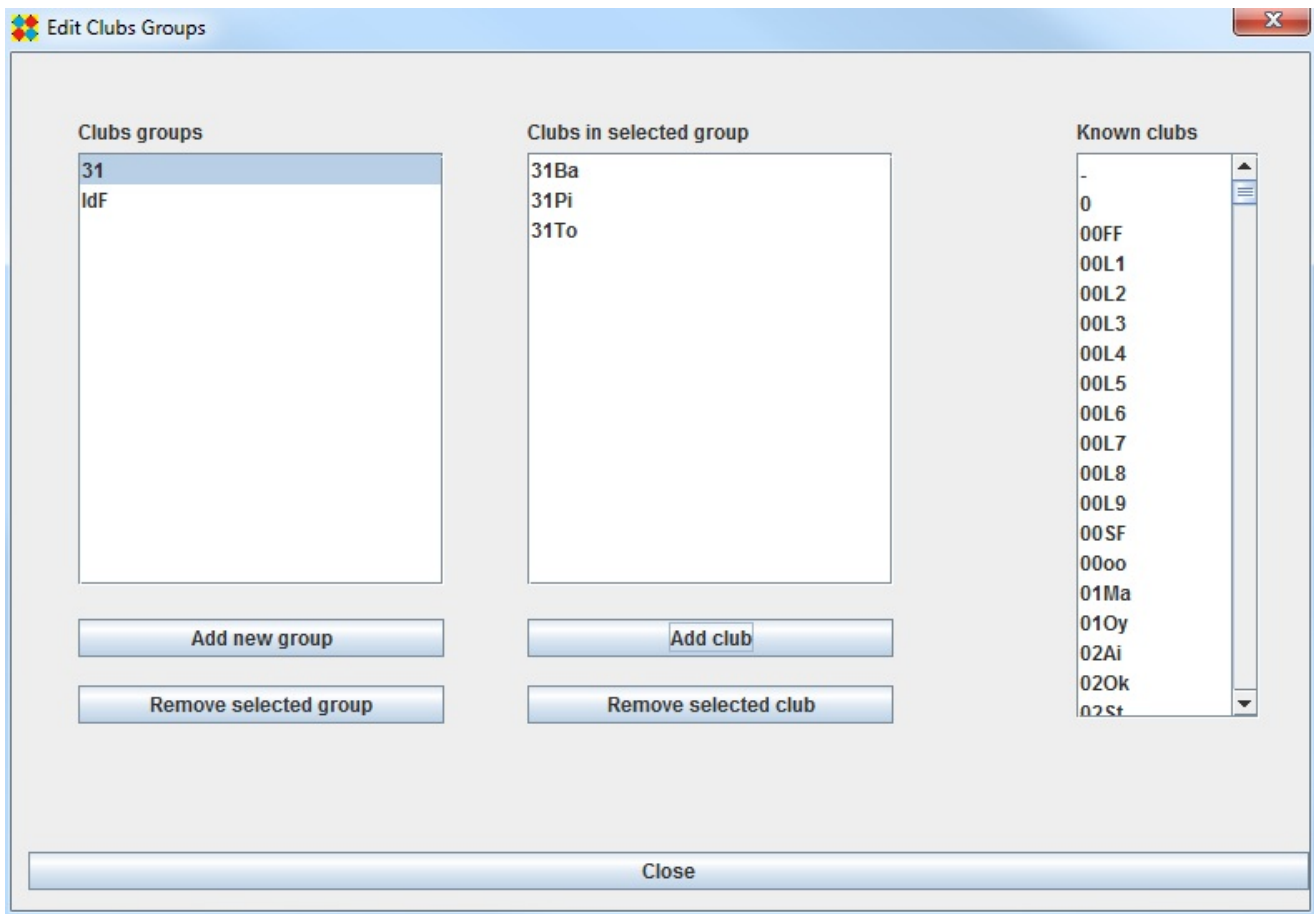 Edit Clubs Groups
Clubs groups
31
IdF
Add new group
Remove selected group
Clubs in selected group
31Ba
31Pi
31To
Add club
Remove selected club
Known clubs
-
0
00FF
00L1
00L2
00L3
00L4
00L5
00L6
00L7
00L8
00L9
00SF
00oo
01Ma
01Oy
02Ai
02Ok
02St
Close